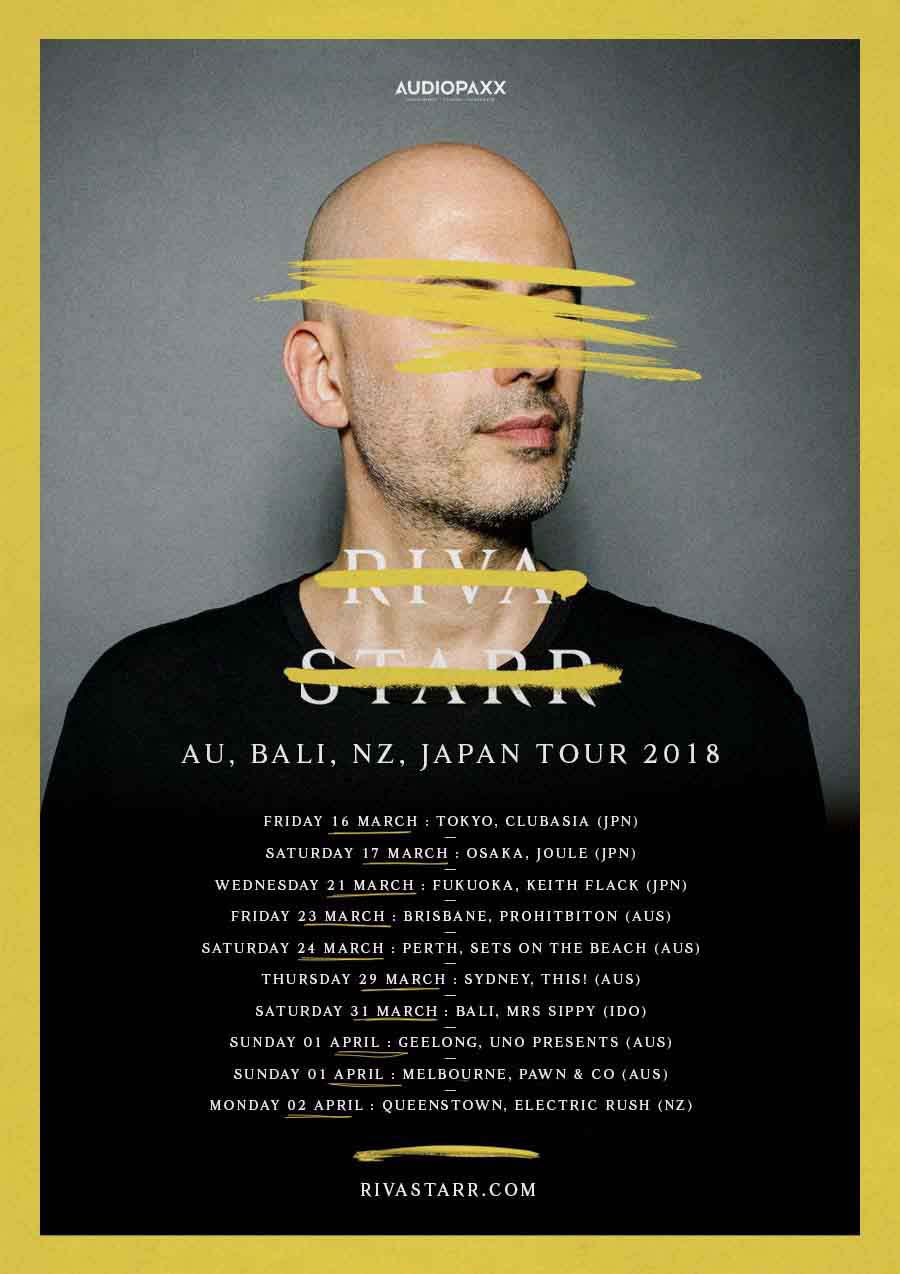 AUDIOPAXX
RIVA
STARR
AU, BALI, NZ, JAPAN TOUR 2018
FRIDAY 16 MARCH : TOKYO, CLUBASIA (JPN)
SATURDAY 17 MARCH : OSAKA, JOULE (JPN)
WEDNESDAY 21 MARCH : FUKUOKA, KEITH FLACK (JPN)
FRIDAY 23 MARCH : BRISBANE, PROHITBITON (AUS)
SATURDAY 24 MARCH : PERTH, SETS ON THE BEACH (AUS)
THURSDAY 29 MARCH : SYDNEY, THIS! (AUS)
SATURDAY 31 MARCH : BALI, MRS SIPPY (IDO)
SUNDAY 01 APRIL : GEELONG, UNO PRESENTS (AUS)
SUNDAY 01 APRIL : MELBOURNE, PAWN & CO (AUS)
MONDAY 02 APRIL : QUEENSTOWN, ELECTRIC RUSH (NZ)
RIVASTARR.COM